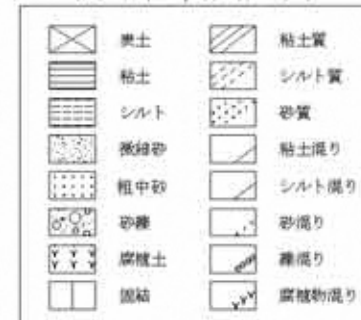 表土 粘土質
粘土 シルト質
シルト 砂質
微細砂 粘土混り
粗中砂 シルト混り
砂礫 砂混り
腐植土 礫混り
固結 腐植物混り